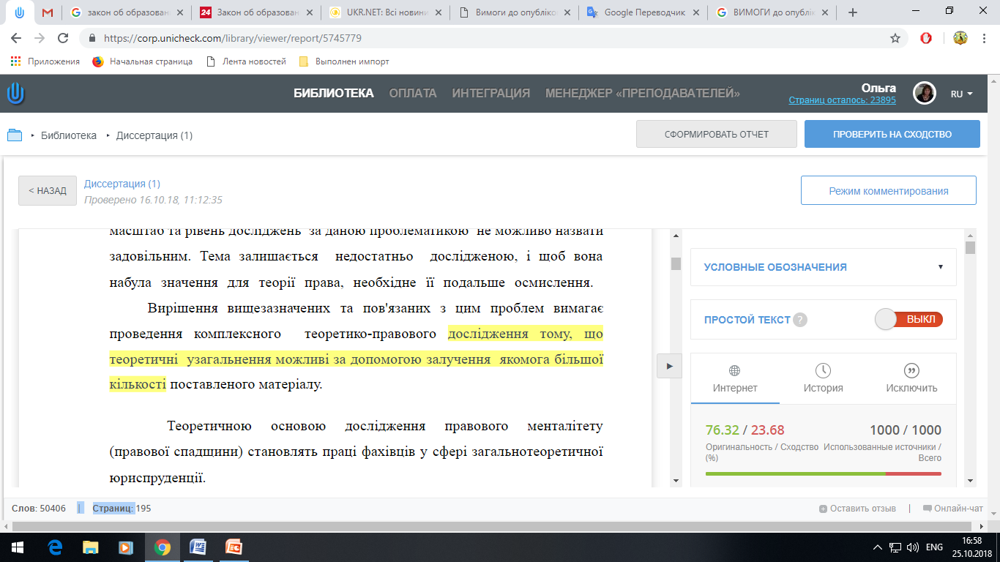 закон об образован
Закон об образован
UKR.NET: Всі новини
Вимоги до опубліко
Google Переводчик
ВИМОГИ до опублік
https://corp.unicheck.com/library/viewer/report/5745779
Приложения
Начальная страница
Лента новостей
Выполнен импорт
БИБЛИОТЕКА
ОПЛАТА
ИНТЕГРАЦИЯ
МЕНЕДЖЕР «ПРЕПОДАВАТЕЛЕЙ»
Ольга
Страниц осталось: 23895
RU
Библиотека
Диссертация (1)
СФОРМИРОВАТЬ ОТЧЕТ
ПРОВЕРИТЬ НА СХОДСТВО
< НАЗАД
Диссертация (1)
Проверено 16.10.18, 11:12:35
Режим комментирования
масштаб та рівень досліджень за даною проблематикою не можливо назвати
задовільним. Тема залишається недостатньо дослідженою, і щоб вона
набула значення для теорії права, необхідне її подальше осмислення.
Вирішення вищезазначених та пов'язаних з цим проблем вимагає
проведення комплексного теоретико-правового дослідження тому, що
теоретичні узагальнення можливі за допомогою залучення якомога більшої
кількості поставленого матеріалу.
Теоретичною основою дослідження правового менталітету
(правової спадщини) становлять праці фахівців у сфері загальнотеоретичної
юриспруденції.
УСЛОВНЫЕ ОБОЗНАЧЕНИЯ
ПРОСТОЙ ТЕКСТ ?
ВЫКЛ
Интернет
История
Исключить
76.32 / 23.68
Оригинальность / Сходство
(%)
1000 / 1000
Использованные источники /
Всего
Слов: 50406 | Страниц: 195
Оставить отзыв | Онлайн-чат
ENG
16:58
25.10.2018